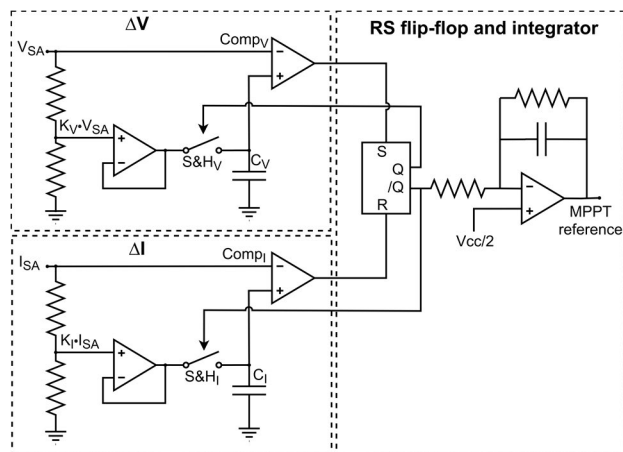 ΔV
RS flip-flop and integrator
V_SA
Comp_V
K_V•V_SA
+
−
−
+
S&H_V
C_V
S
Q
/Q
R
−
+
Vcc/2
MPPT
reference
ΔI
I_SA
Comp_I
K_I•I_SA
+
−
−
+
S&H_I
C_I